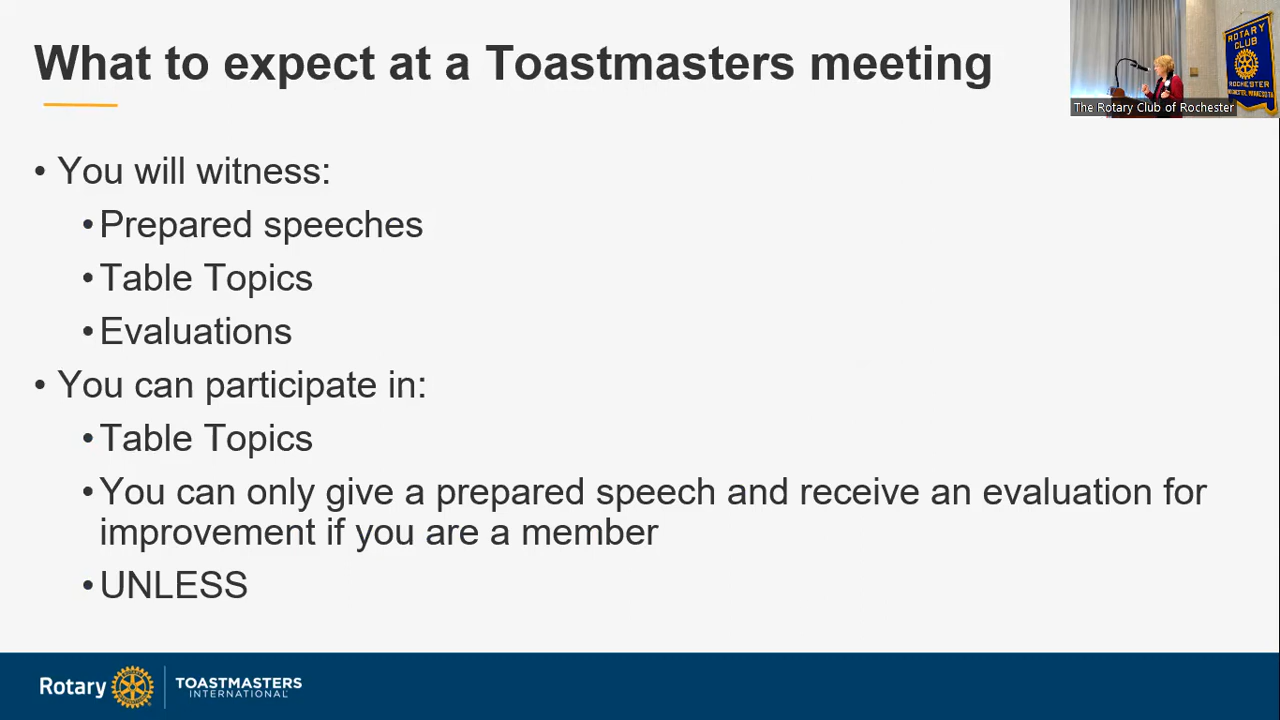 What to expect at a Toastmasters meeting
• You will witness:
• Prepared speeches
• Table Topics
• Evaluations
• You can participate in:
• Table Topics
• You can only give a prepared speech and receive an evaluation for
improvement if you are a member
• UNLESS
ROTARY
CLUB
ROCHESTER
The Rotary Club of Rochester
Rotary
TOASTMASTERS
INTERNATIONAL